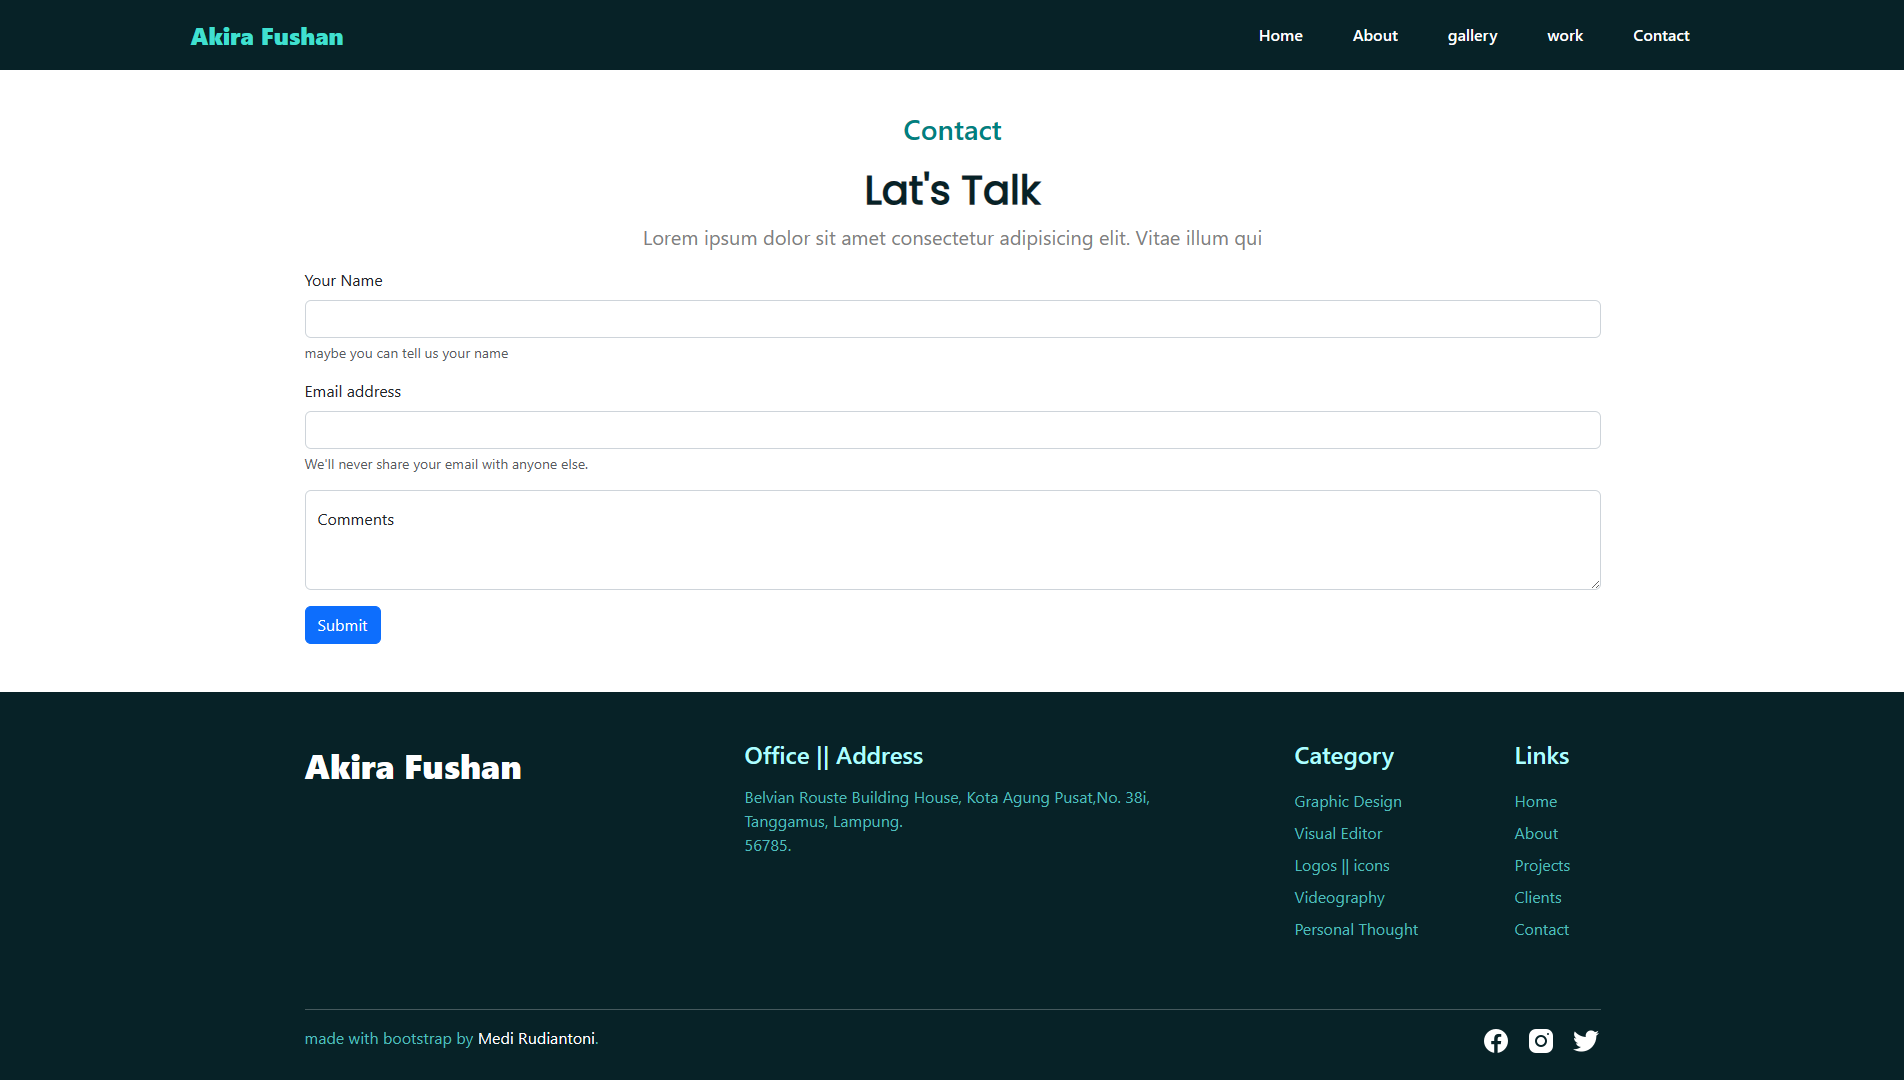 Akira Fushan
Home About gallery work Contact
Contact
Lat's Talk
Lorem ipsum dolor sit amet consectetur adipisicing elit. Vitae illum qui
Your Name
maybe you can tell us your name
Email address
We'll never share your email with anyone else.
Comments
Submit
Akira Fushan
Office || Address
Belvian Rouste Building House, Kota Agung Pusat,No. 38i,
Tanggamus, Lampung.
56785.
Category
Graphic Design
Visual Editor
Logos || icons
Videography
Personal Thought
Links
Home
About
Projects
Clients
Contact
made with bootstrap by Medi Rudiantoni.